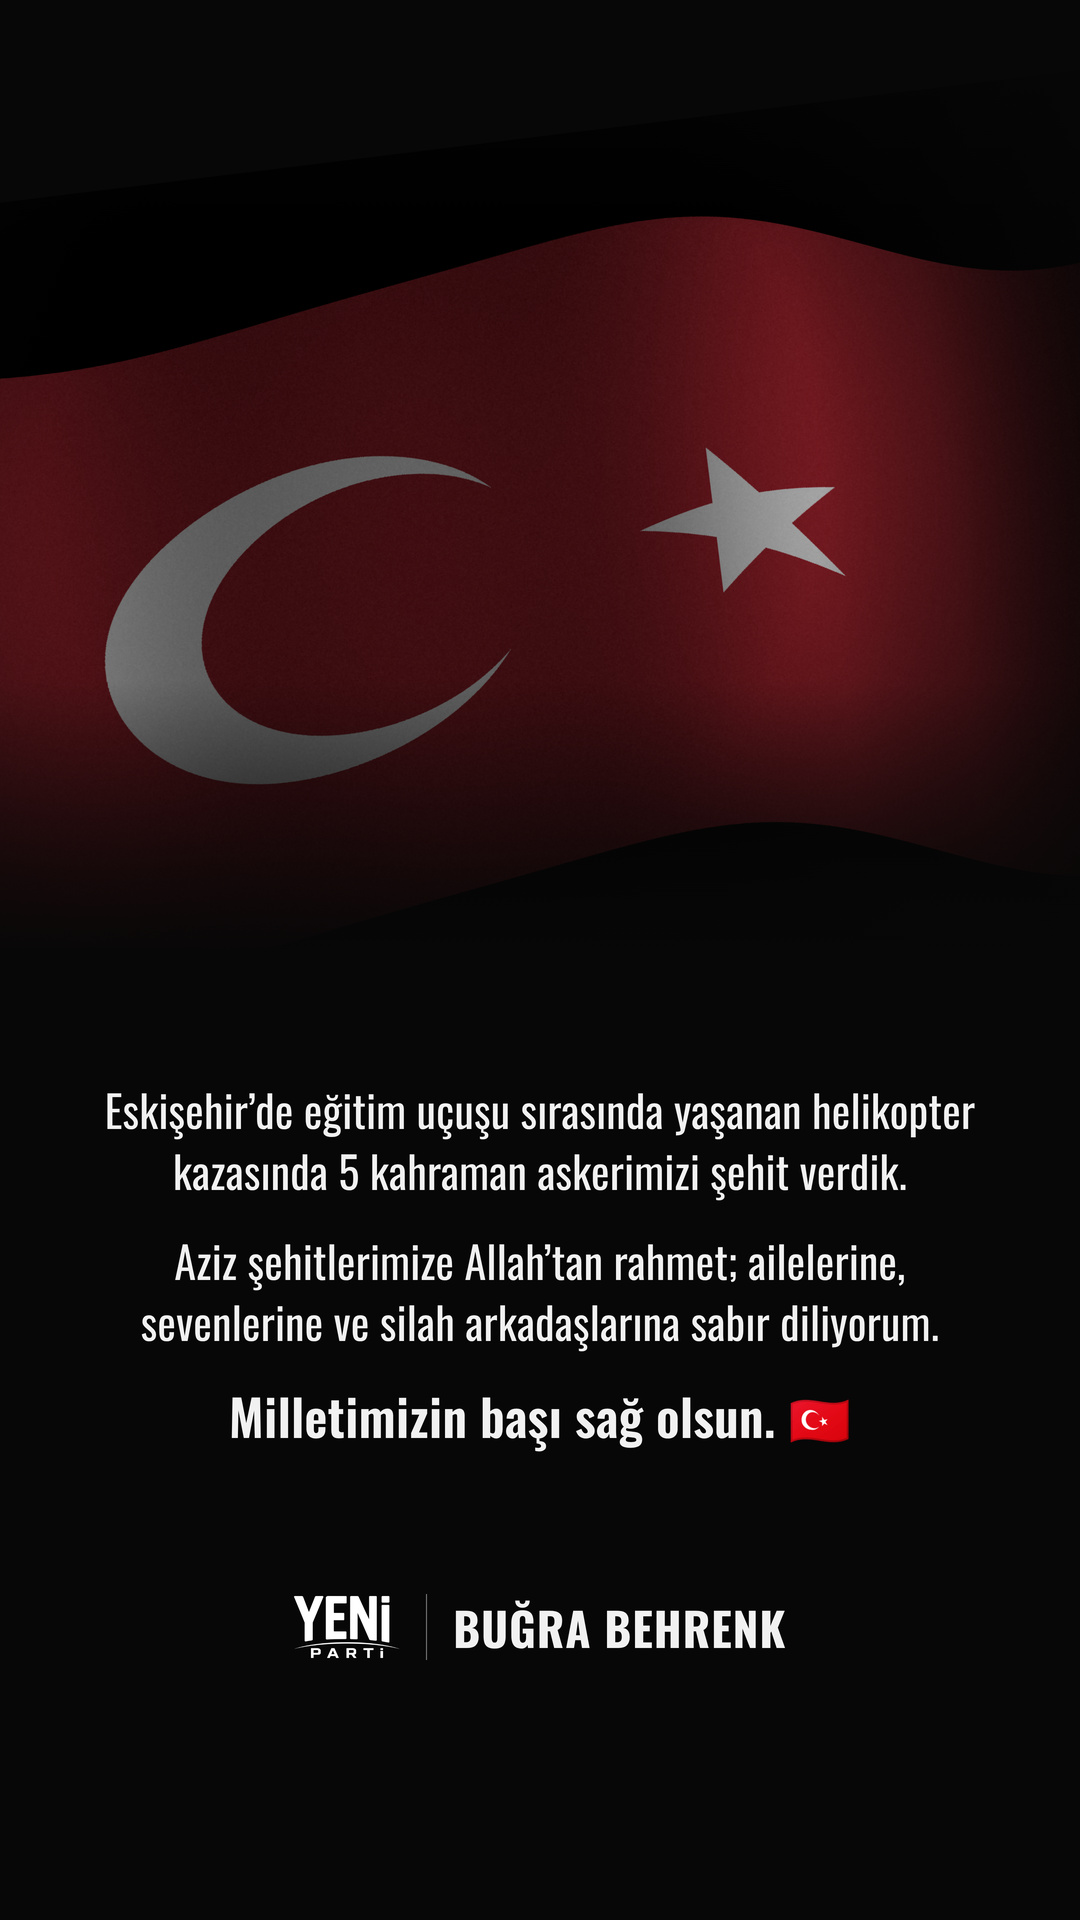 Eskişehir’de eğitim uçuşu sırasında yaşanan helikopter
kazasında 5 kahraman askerimizi şehit verdik.
Aziz şehitlerimize Allah’tan rahmet; ailelerine,
sevenlerine ve silah arkadaşlarına sabır diliyorum.
Milletimizin başı sağ olsun. 🇹🇷
YENİ
PARTİ
BUĞRA BEHRENK